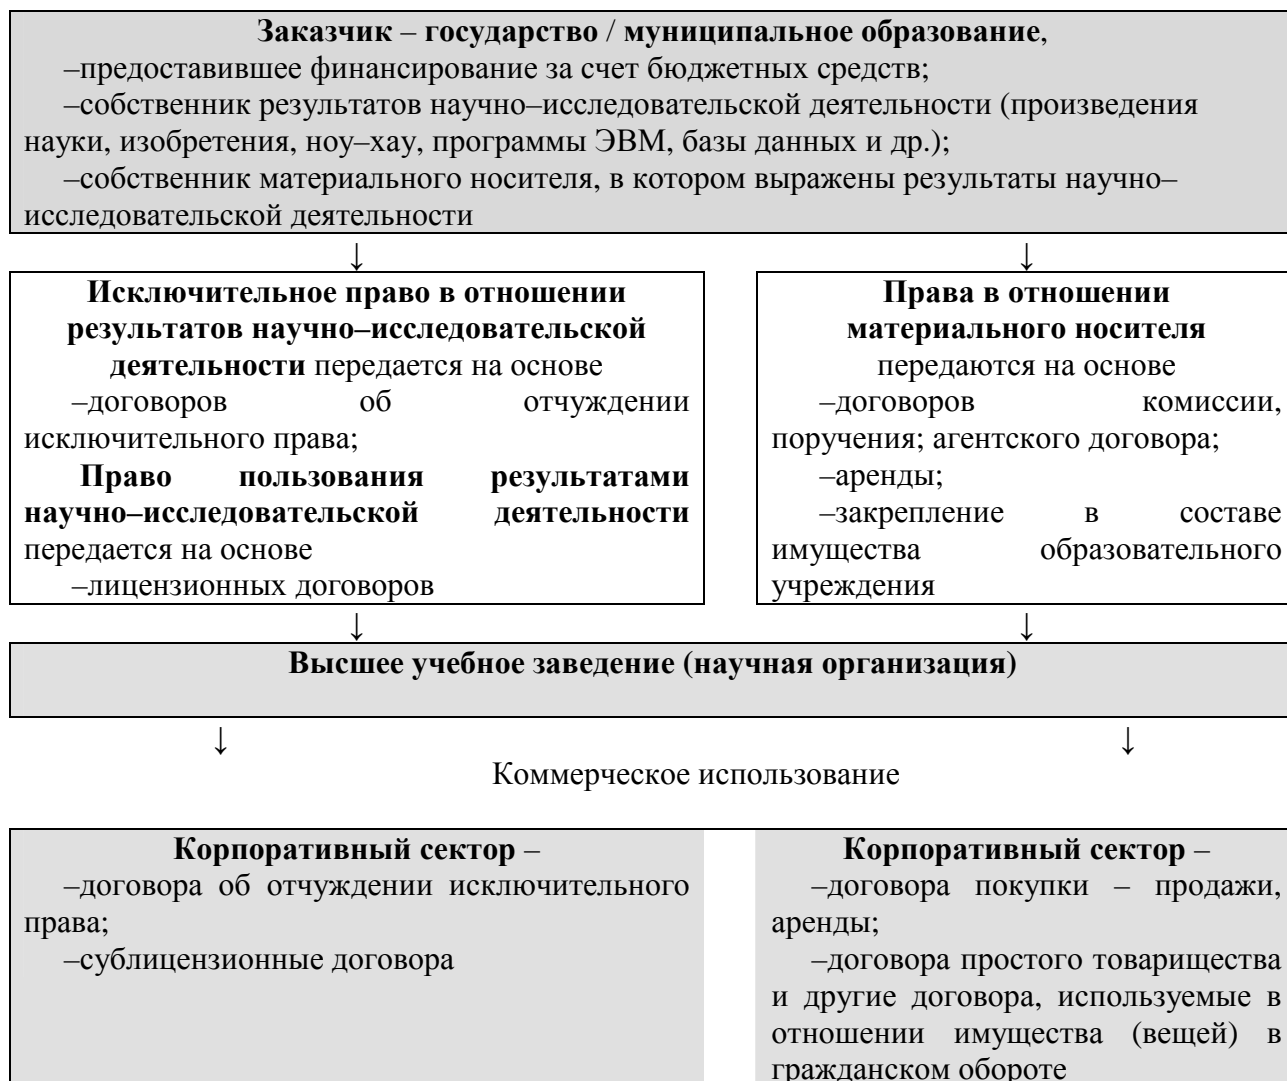 Заказчик – государство / муниципальное образование,
–предоставившее финансирование за счет бюджетных средств;
–собственник результатов научно–исследовательской деятельности (произведения
науки, изобретения, ноу–хау, программы ЭВМ, базы данных и др.);
–собственник материального носителя, в котором выражены результаты научно–
исследовательской деятельности
↓ ↓
Исключительное право в отношении
результатов научно–исследовательской
деятельности передается на основе
–договоров об отчуждении
исключительного права;
Право пользования результатами
научно–исследовательской деятельности
передается на основе
–лицензионных договоров
Права в отношении
материального носителя
передаются на основе
–договоров комиссии,
поручения; агентского договора;
–аренды;
–закрепление в составе
имущества образовательного
учреждения
↓ ↓
Высшее учебное заведение (научная организация)
↓ ↓
Коммерческое использование
Корпоративный сектор –
–договора об отчуждении исключительного
права;
–сублицензионные договора
Корпоративный сектор –
–договора покупки – продажи,
аренды;
–договора простого товарищества
и другие договора, используемые в
отношении имущества (вещей) в
гражданском обороте